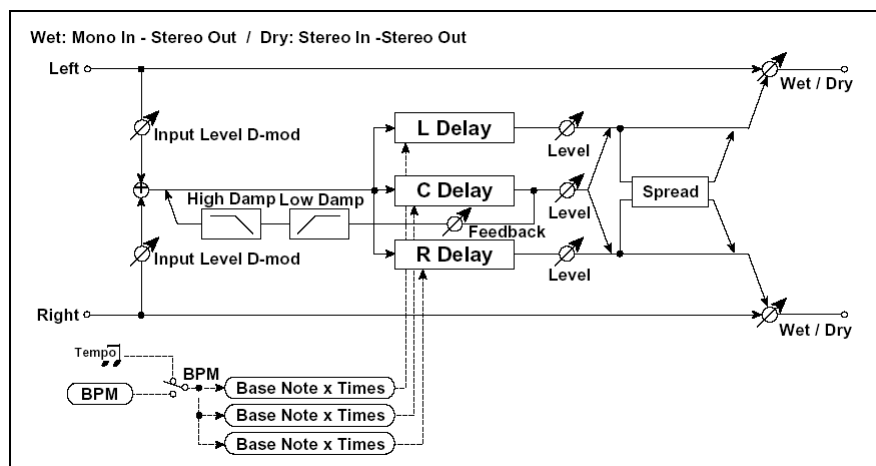 Wet: Mono In - Stereo Out / Dry: Stereo In -Stereo Out
Left
Wet / Dry
Input Level D-mod
L Delay
Level
High Damp
Low Damp
C Delay
Level
Spread
Feedback
Input Level D-mod
R Delay
Level
Right
Wet / Dry
Tempo
BPM
BPM
Base Note x Times
Base Note x Times
Base Note x Times